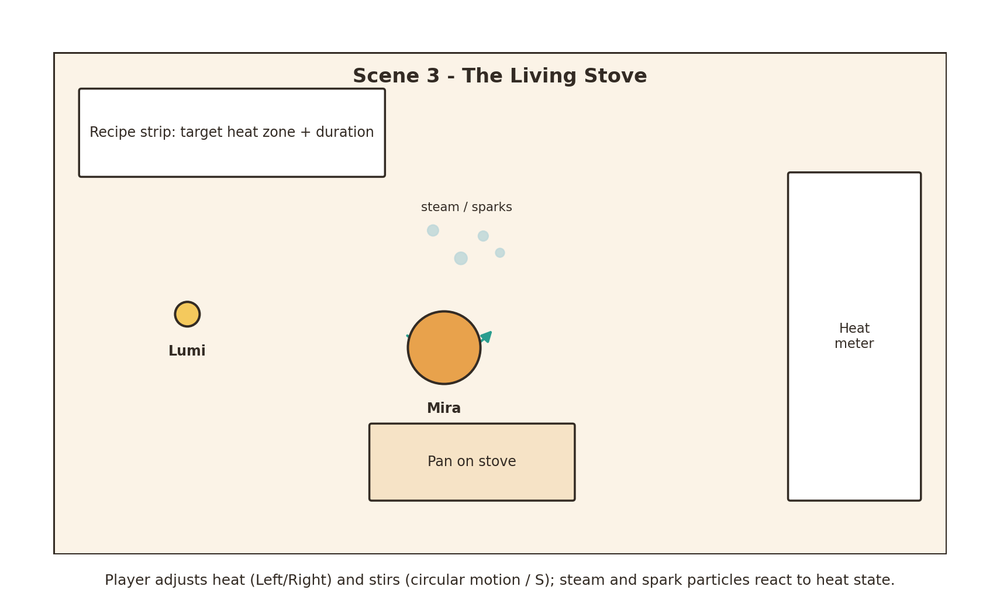 Scene 3 - The Living Stove
Recipe strip: target heat zone + duration
steam / sparks
Lumi
Mira
Heat
meter
Pan on stove
Player adjusts heat (Left/Right) and stirs (circular motion / S); steam and spark particles react to heat state.